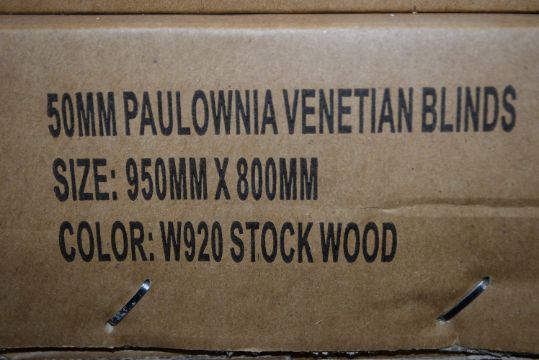 50MM PAULOWNIA VENETIAN BLINDS
SIZE: 950MM X 800MM
COLOR: W920 STOCK WOOD